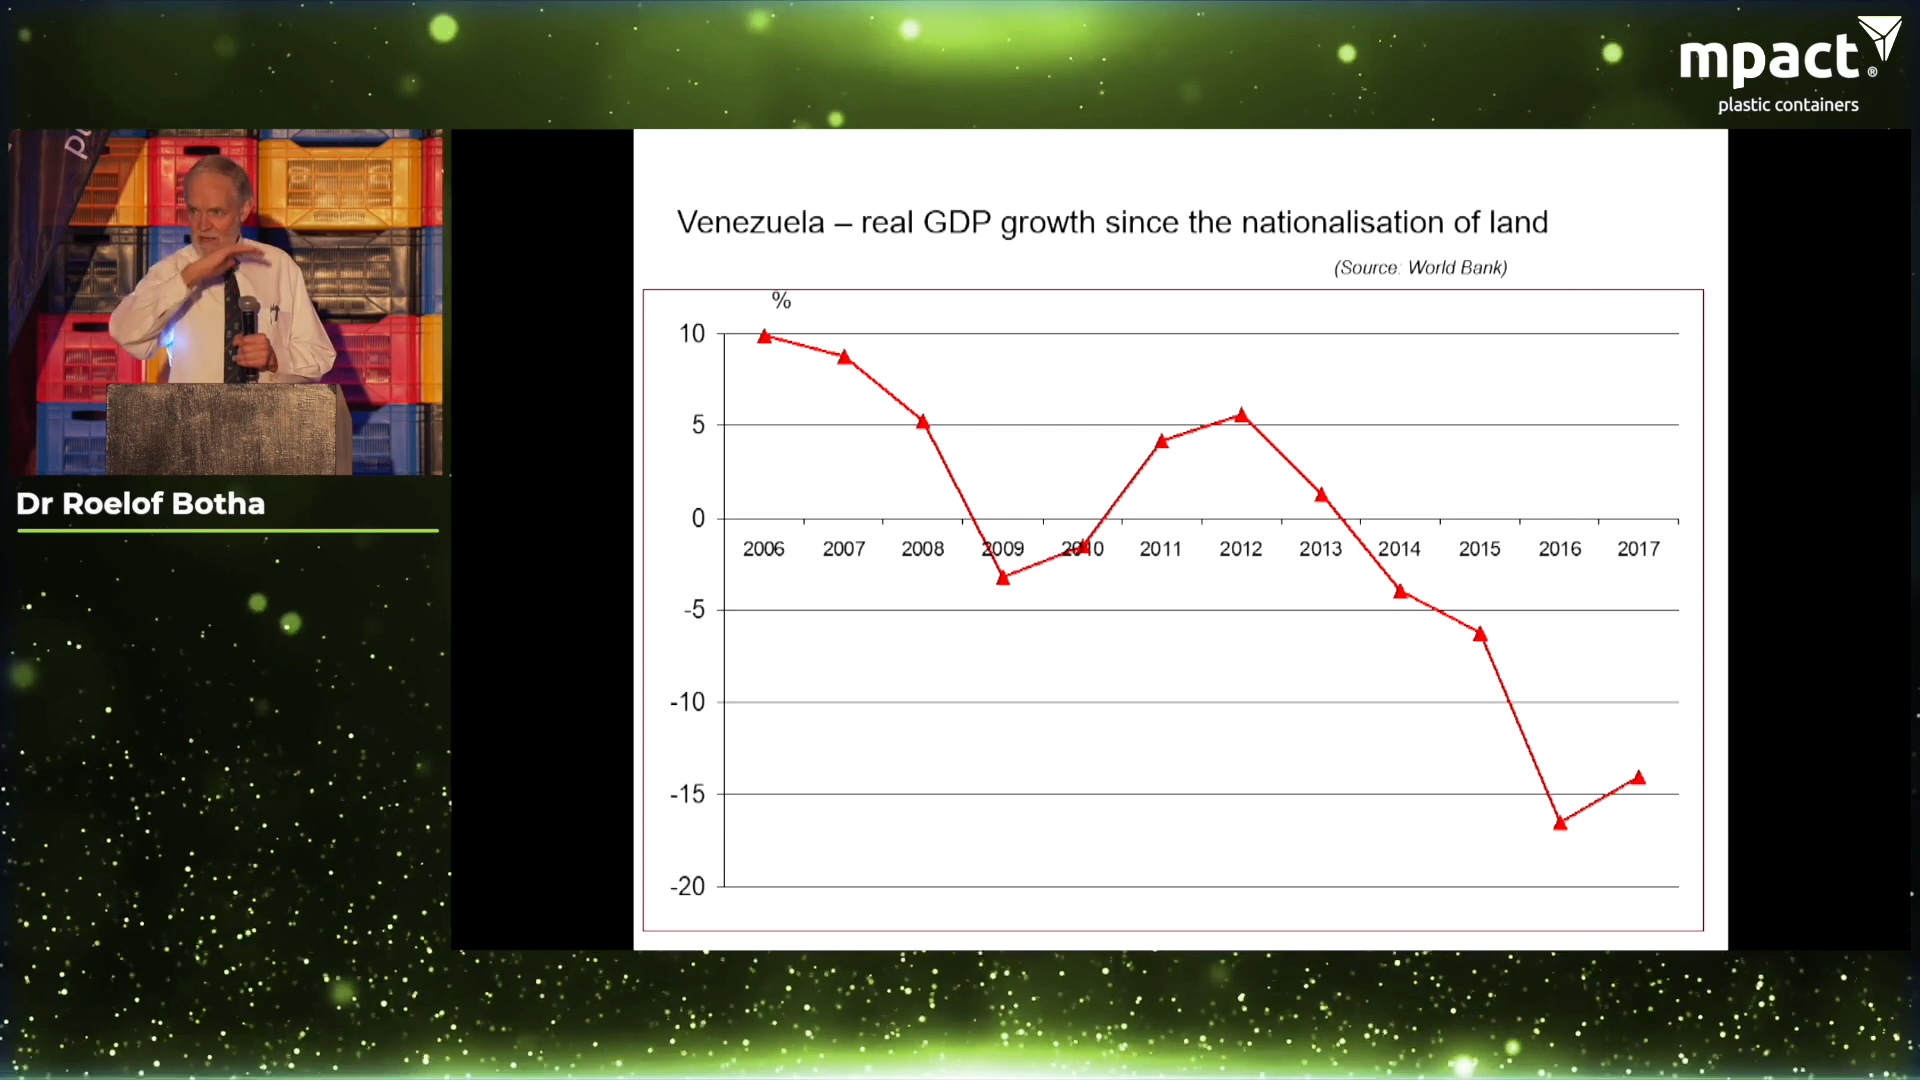 mpact®
plastic containers
Dr Roelof Botha
Venezuela – real GDP growth since the nationalisation of land
(Source: World Bank)
%
10
5
0
2006 2007 2008 2009 2010 2011 2012 2013 2014 2015 2016 2017
-5
-10
-15
-20